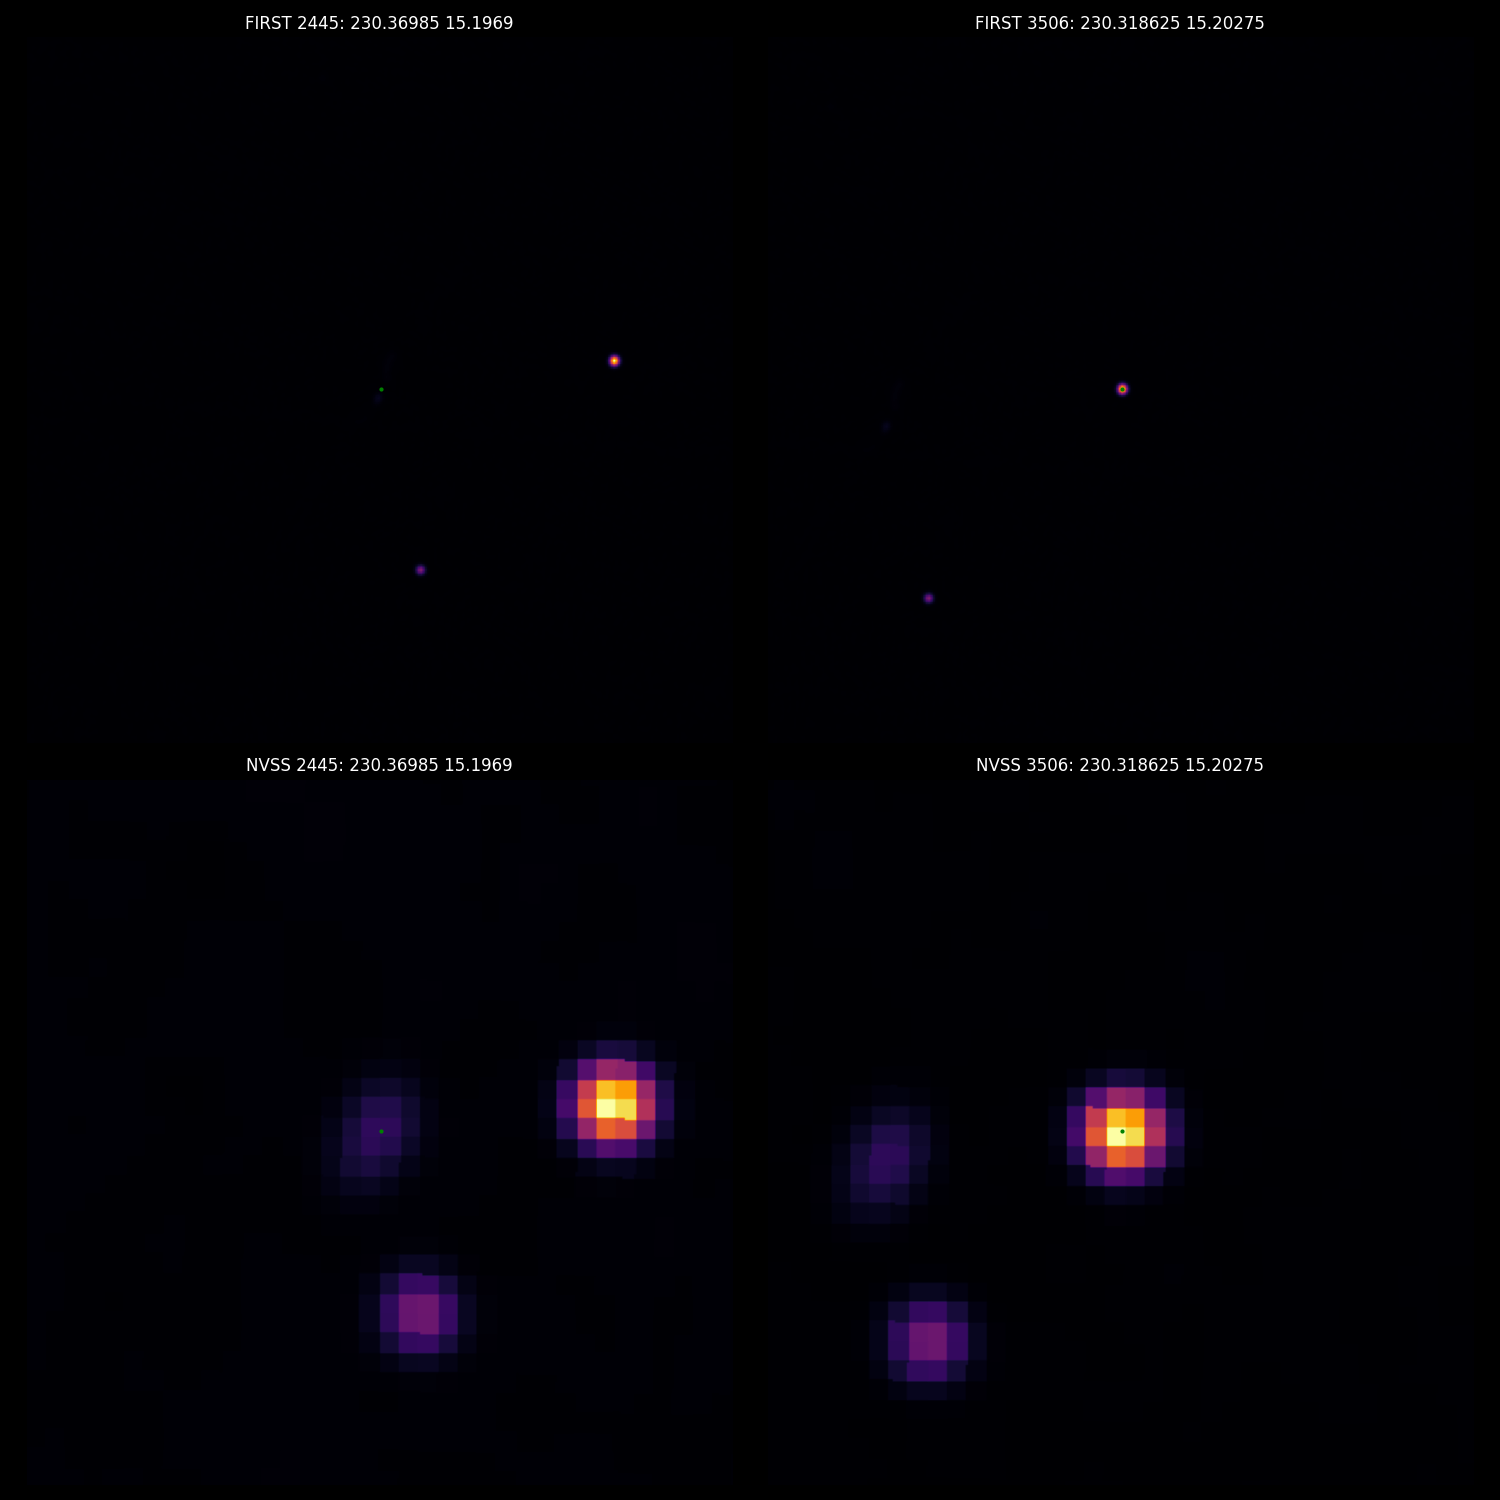 FIRST 2445: 230.36985 15.1969
FIRST 3506: 230.318625 15.20275
NVSS 2445: 230.36985 15.1969
NVSS 3506: 230.318625 15.20275